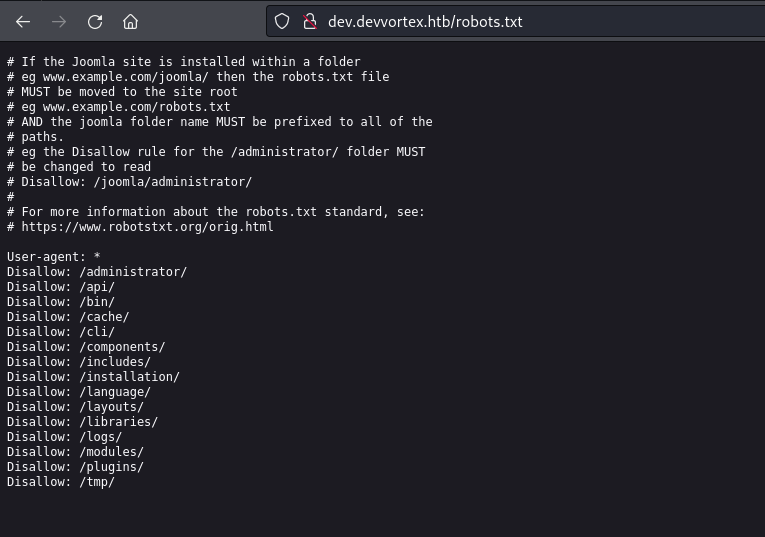 dev.devvortex.htb/robots.txt
# If the Joomla site is installed within a folder
# eg www.example.com/joomla/ then the robots.txt file
# MUST be moved to the site root
# eg www.example.com/robots.txt
# AND the joomla folder name MUST be prefixed to all of the
# paths.
# eg the Disallow rule for the /administrator/ folder MUST
# be changed to read
# Disallow: /joomla/administrator/
#
# For more information about the robots.txt standard, see:
# https://www.robotstxt.org/orig.html
User-agent: *
Disallow: /administrator/
Disallow: /api/
Disallow: /bin/
Disallow: /cache/
Disallow: /cli/
Disallow: /components/
Disallow: /includes/
Disallow: /installation/
Disallow: /language/
Disallow: /layouts/
Disallow: /libraries/
Disallow: /logs/
Disallow: /modules/
Disallow: /plugins/
Disallow: /tmp/